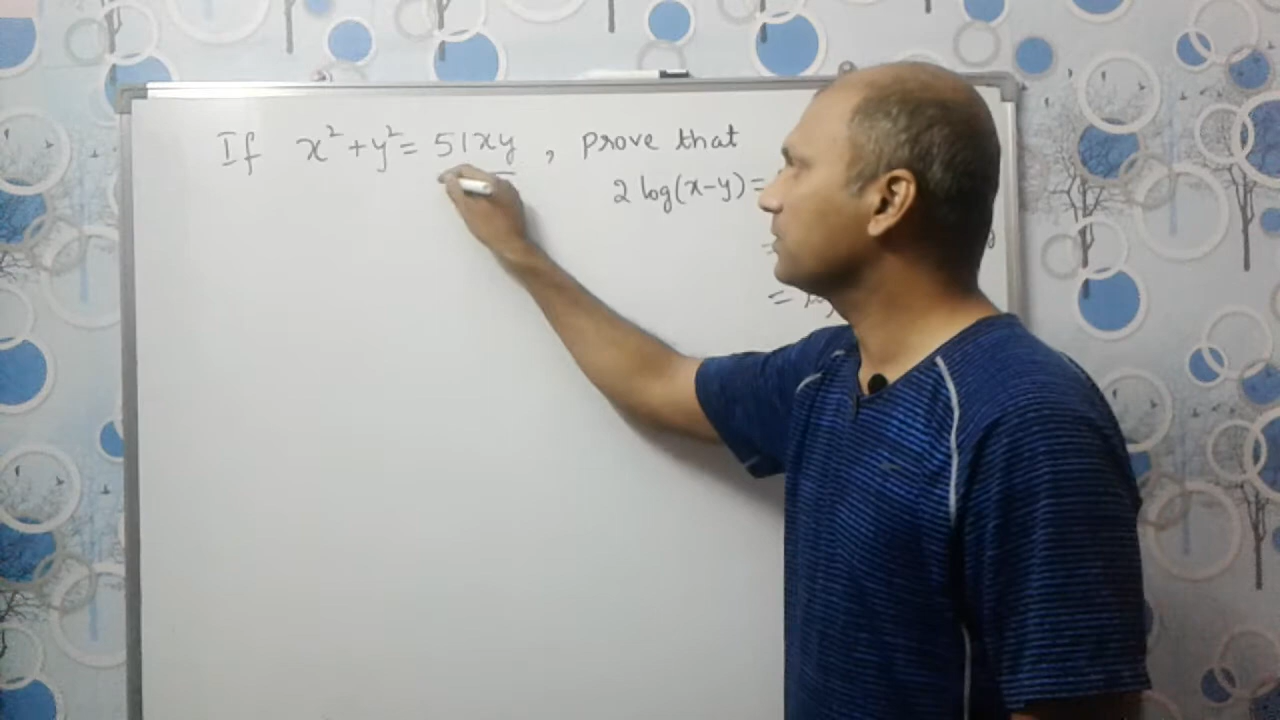 If x²+y²= 51xy , prove that
2 log(x-y)=
=
=